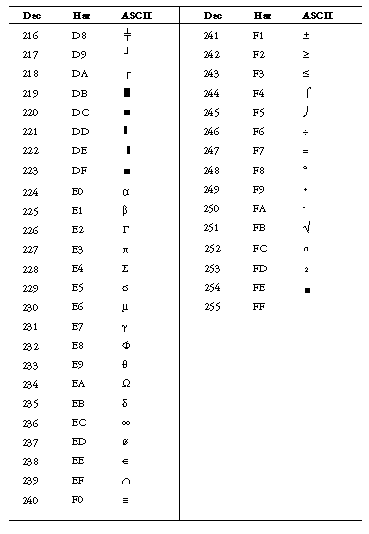 Dec Hex ASCII
216 D8 ╪
217 D9 ┘
218 DA ┌
219 DB █
220 DC ▄
221 DD ▌
222 DE ▐
223 DF ▀
224 E0 α
225 E1 β
226 E2 Γ
227 E3 π
228 E4 Σ
229 E5 σ
230 E6 µ
231 E7 γ
232 E8 Φ
233 E9 θ
234 EA Ω
235 EB δ
236 EC ∞
237 ED ø
238 EE ∈
239 EF ∩
240 F0 ≡
Dec Hex ASCII
241 F1 ±
242 F2 ≥
243 F3 ≤
244 F4 ⌠
245 F5 ⌡
246 F6 ÷
247 F7 =
248 F8 °
249 F9 •
250 FA ·
251 FB √
252 FC ⁿ
253 FD ²
254 FE ■
255 FF